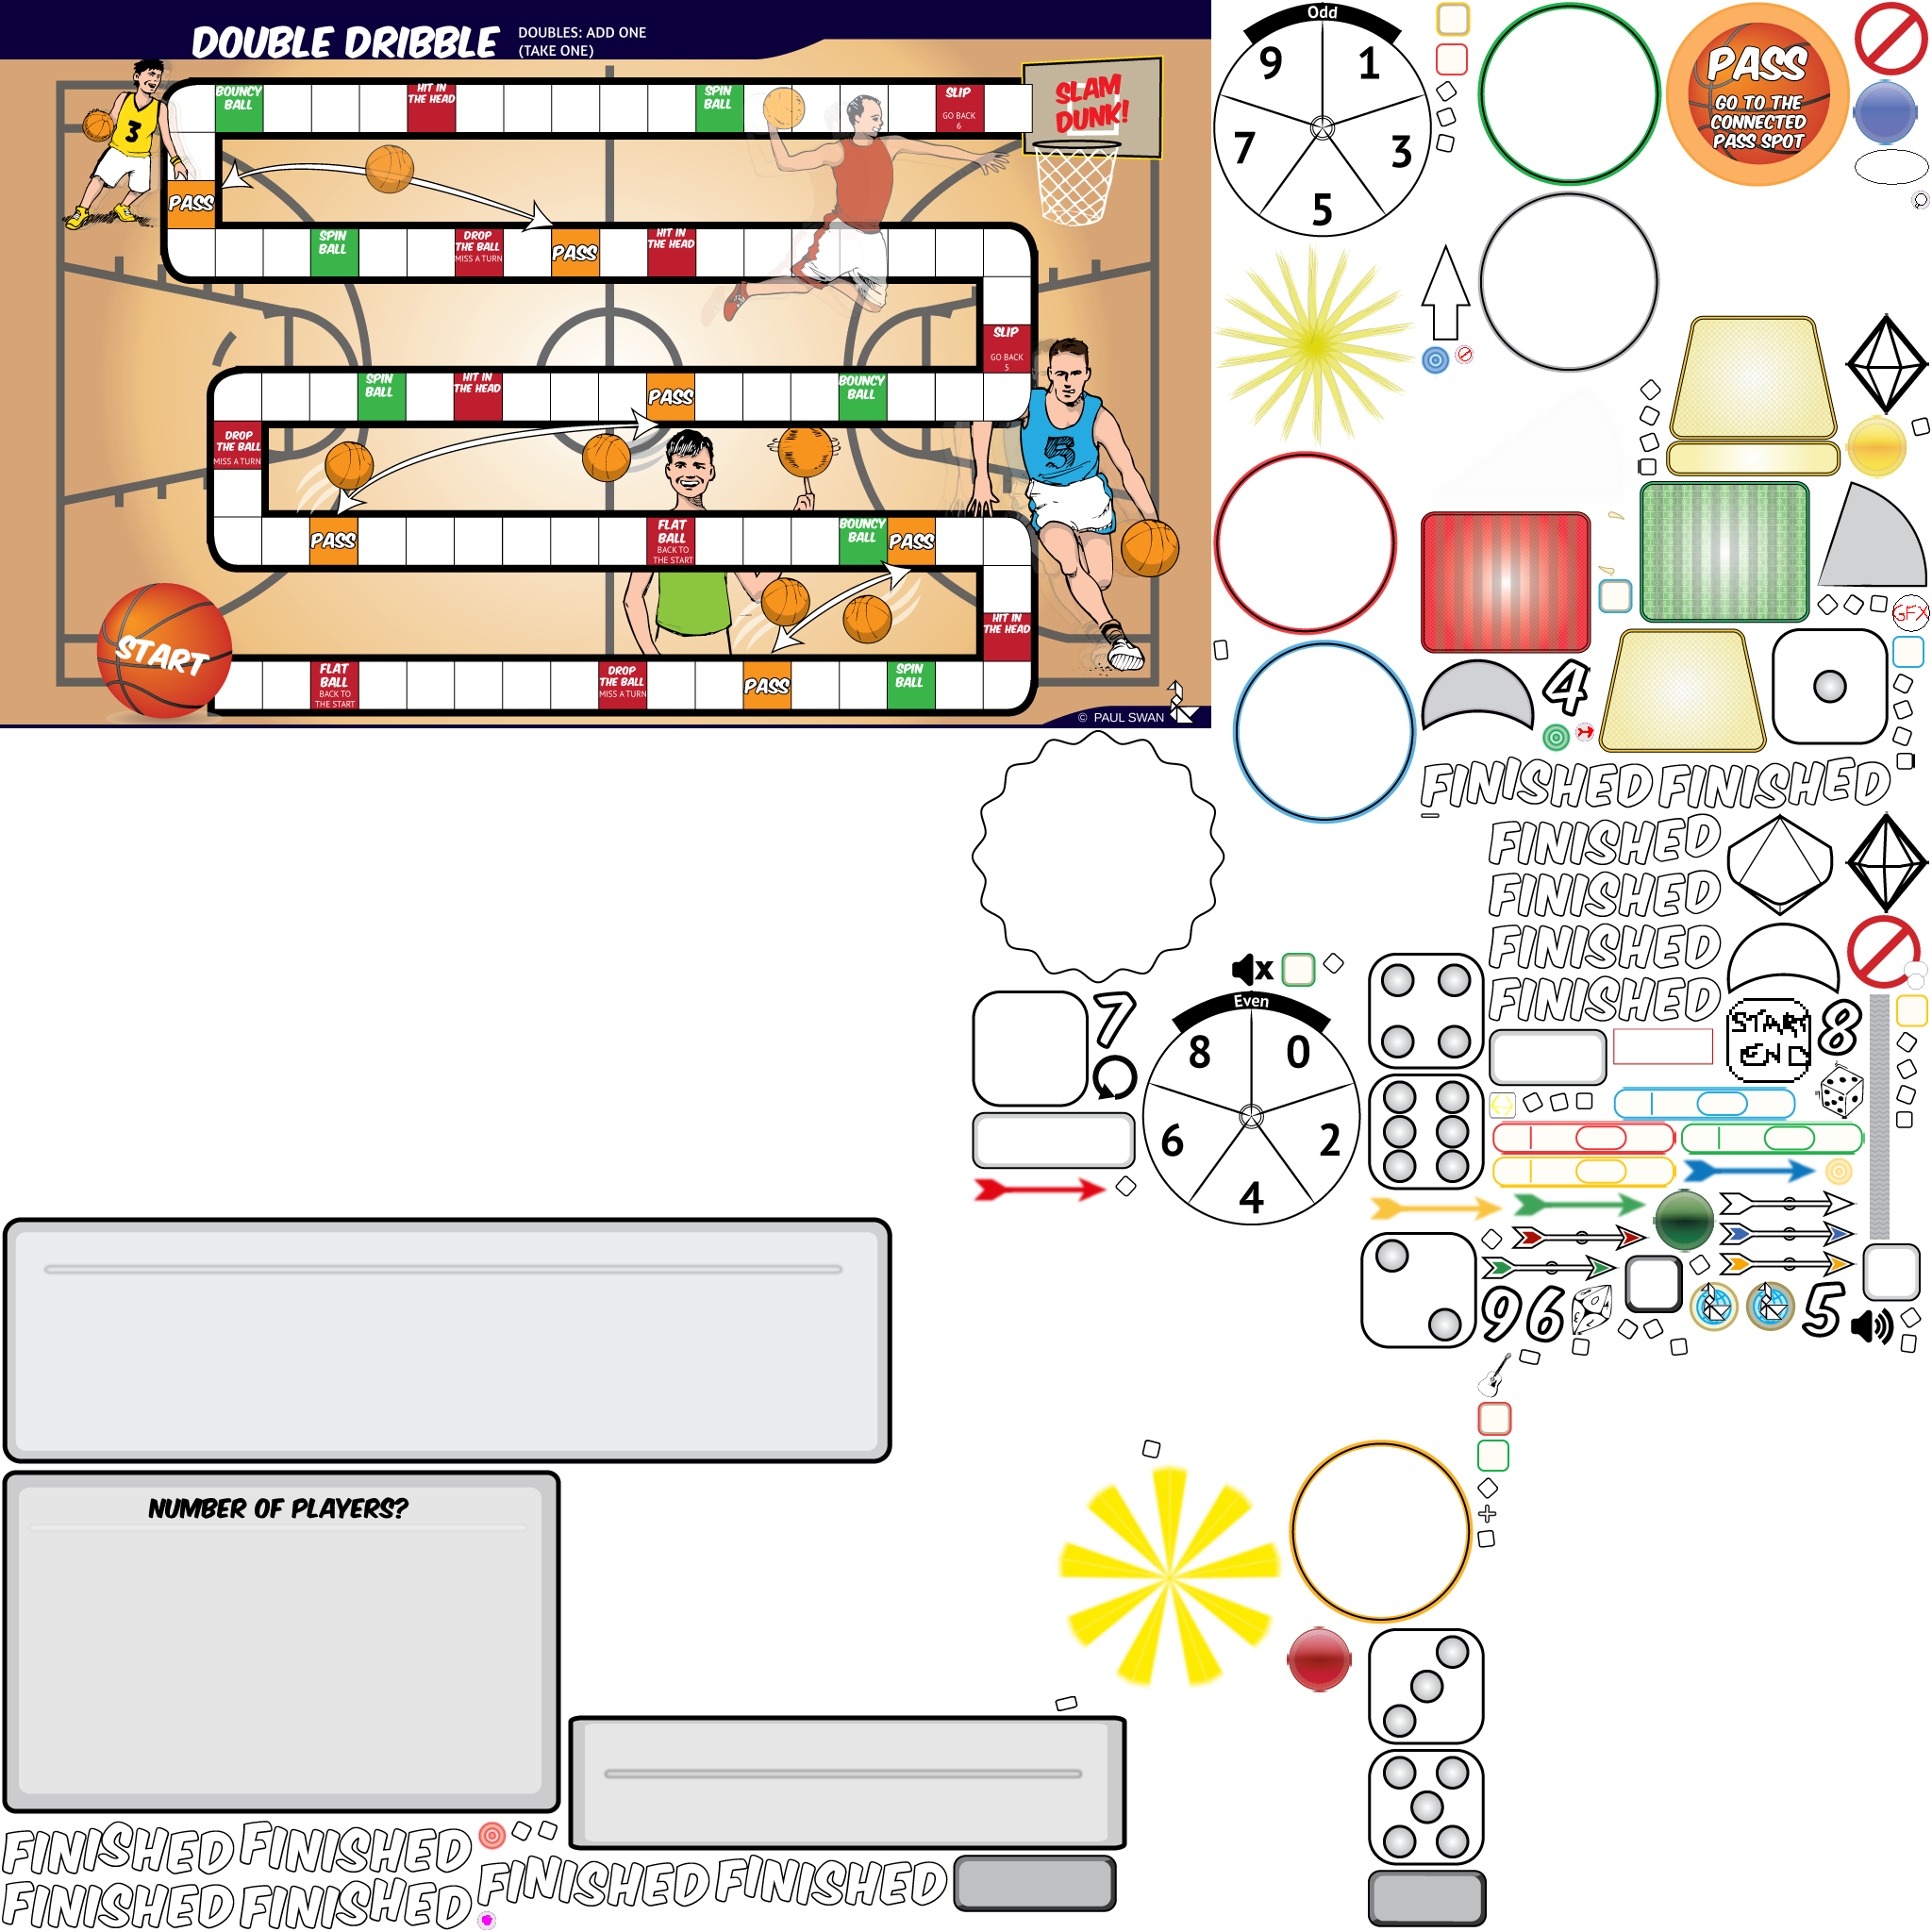 DOUBLE DRIBBLE
DOUBLES: ADD ONE
(TAKE ONE)
BOUNCY
BALL
HIT IN
THE HEAD
SPIN
BALL
SLIP
GO BACK
6
SLAM
DUNK!
3
PASS
SPIN
BALL
DROP
THE BALL
MISS A TURN
PASS
HIT IN
THE HEAD
SLIP
GO BACK
5
SPIN
BALL
HIT IN
THE HEAD
PASS
BOUNCY
BALL
DROP
THE BALL
MISS A TURN
5
PASS
FLAT
BALL
BACK TO
THE START
BOUNCY
BALL
PASS
HIT IN
THE HEAD
START
FLAT
BALL
BACK TO
THE START
DROP
THE BALL
MISS A TURN
PASS
SPIN
BALL
© PAUL SWAN
Odd
9
1
7
3
5
PASS
GO TO THE
CONNECTED
PASS SPOT
GFX
4
FINISHED
FINISHED
FINISHED
FINISHED
FINISHED
FINISHED
START
END
8
7
Even
8
0
6
2
4
96
5
NUMBER OF PLAYERS?
FINISHED
FINISHED
FINISHED
FINISHED
FINISHED
FINISHED